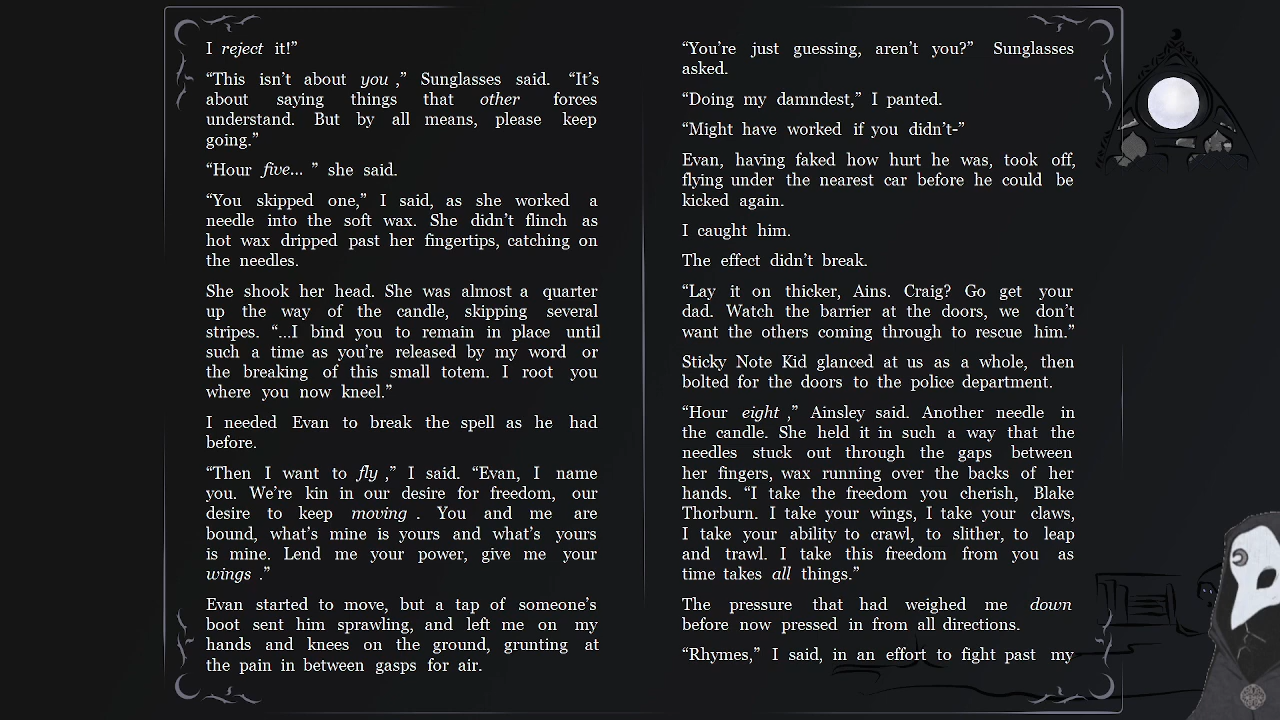 I reject it!”
“This isn’t about you ,” Sunglasses said. “It’s
about saying things that other forces
understand. But by all means, please keep
going.”
“Hour five... ” she said.
“You skipped one,” I said, as she worked a
needle into the soft wax. She didn’t flinch as
hot wax dripped past her fingertips, catching on
the needles.
She shook her head. She was almost a quarter
up the way of the candle, skipping several
stripes. “...I bind you to remain in place until
such a time as you’re released by my word or
the breaking of this small totem. I root you
where you now kneel.”
I needed Evan to break the spell as he had
before.
“Then I want to fly ,” I said. “Evan, I name
you. We’re kin in our desire for freedom, our
desire to keep moving . You and me are
bound, what’s mine is yours and what’s yours
is mine. Lend me your power, give me your
wings .”
Evan started to move, but a tap of someone’s
boot sent him sprawling, and left me on my
hands and knees on the ground, grunting at
the pain in between gasps for air.
“You’re just guessing, aren’t you?” Sunglasses
asked.
“Doing my damndest,” I panted.
“Might have worked if you didn’t-”
Evan, having faked how hurt he was, took off,
flying under the nearest car before he could be
kicked again.
I caught him.
The effect didn’t break.
“Lay it on thicker, Ains. Craig? Go get your
dad. Watch the barrier at the doors, we don’t
want the others coming through to rescue him.”
Sticky Note Kid glanced at us as a whole, then
bolted for the doors to the police department.
“Hour eight ,” Ainsley said. Another needle in
the candle. She held it in such a way that the
needles stuck out through the gaps between
her fingers, wax running over the backs of her
hands. “I take the freedom you cherish, Blake
Thorburn. I take your wings, I take your claws,
I take your ability to crawl, to slither, to leap
and trawl. I take this freedom from you as
time takes all things.”
The pressure that had weighed me down
before now pressed in from all directions.
“Rhymes,” I said, in an effort to fight past my